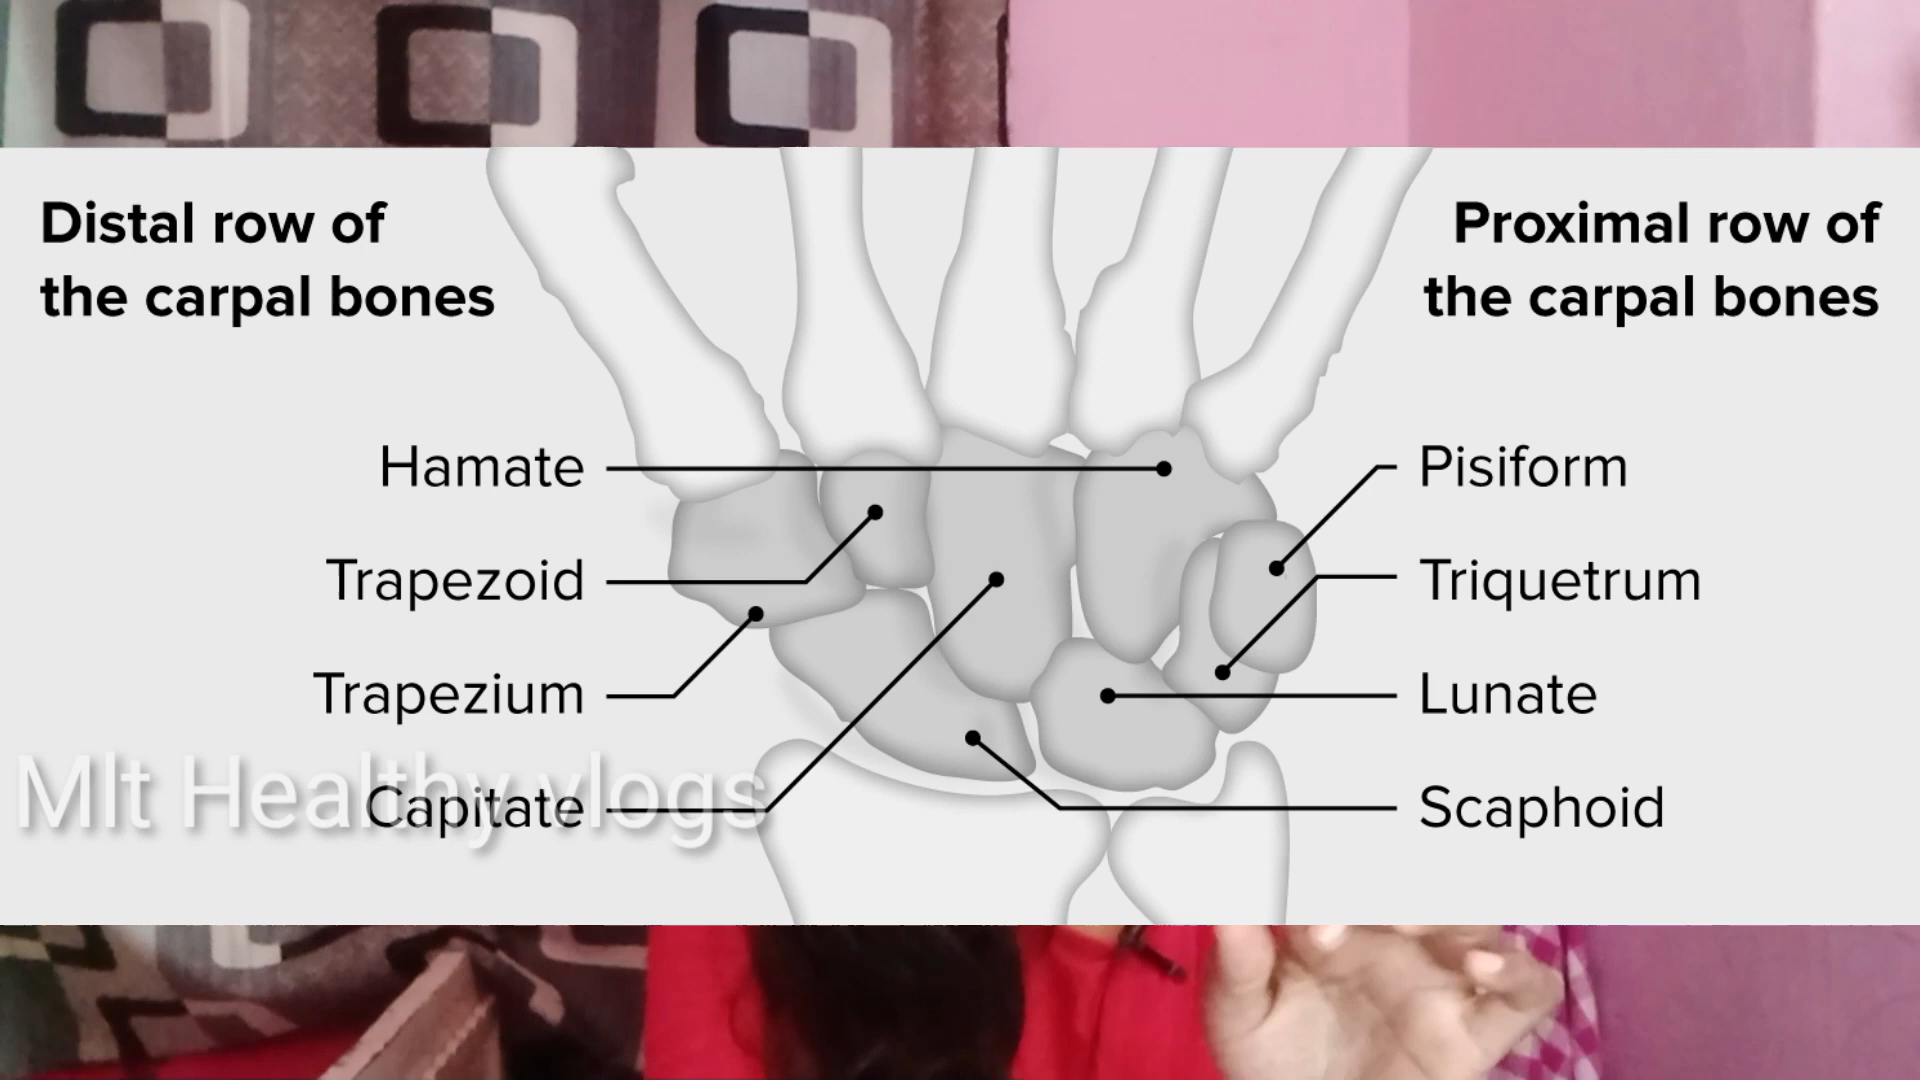 Distal row of
the carpal bones
Hamate
Trapezoid
Trapezium
Capitate
Proximal row of
the carpal bones
Pisiform
Triquetrum
Lunate
Scaphoid
Mlt Healthy vlogs